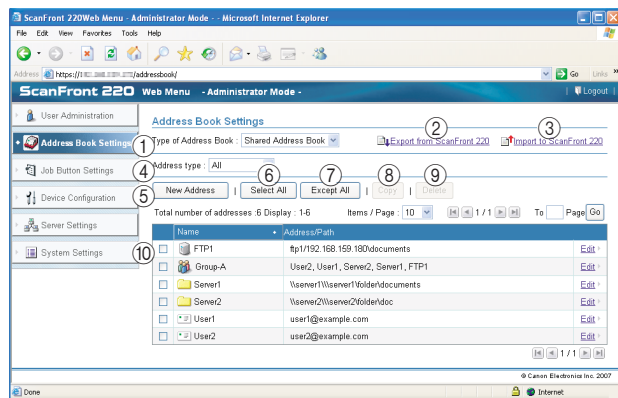 ScanFront 220Web Menu - Administrator Mode - - Microsoft Internet Explorer
File Edit View Favorites Tools Help
Address https:// /addressbook/ Go Links »
ScanFront 220 Web Menu - Administrator Mode - | Logout |
User Administration
Address Book Settings
Job Button Settings
Device Configuration
Server Settings
System Settings
Address Book Settings
① Type of Address Book : Shared Address Book ② Export from ScanFront 220 ③ Import to ScanFront 220
④ Address type : All
⑤ New Address | ⑥ Select All ⑦ Except All | ⑧ Copy | ⑨ Delete
Total number of addresses :6 Display : 1-6 Items / Page : 10 1 / 1 To Page Go
⑩ Name Address/Path
FTP1 ftp1/192.168.159.180\documents Edit
Group-A User2, User1, Server2, Server1, FTP1 Edit
Server1 \\server1\\\server1\folder\documents Edit
Server2 \\server2\\\server2\folder\doc Edit
User1 user1@example.com Edit
User2 user2@example.com Edit
1 / 1
© Canon Electronics Inc. 2007
Done Internet